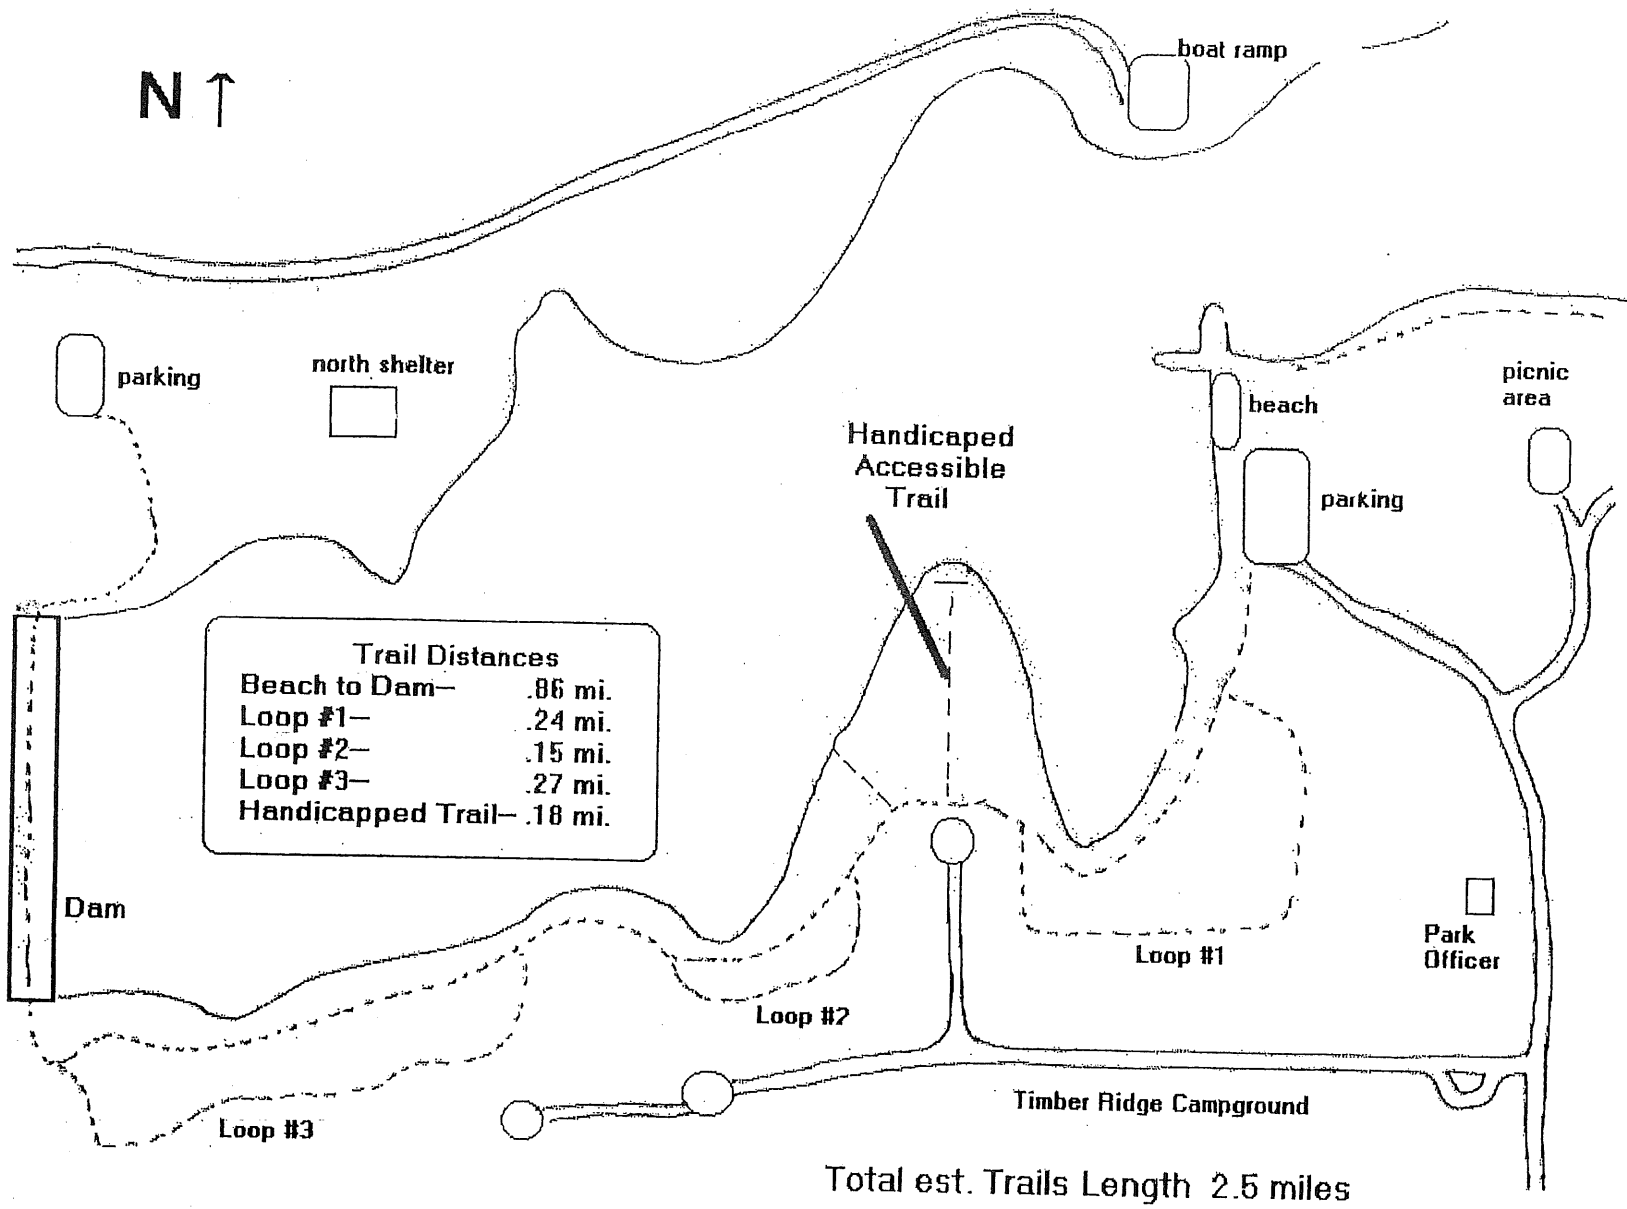 N ↑
boat ramp
parking
north shelter
beach
picnic
area
Handicaped
Accessible
Trail
parking
Trail Distances
Beach to Dam– .86 mi.
Loop #1– .24 mi.
Loop #2– .15 mi.
Loop #3– .27 mi.
Handicapped Trail– .18 mi.
Dam
Park
Officer
Loop #1
Loop #2
Timber Ridge Campground
Loop #3
Total est. Trails Length 2.5 miles